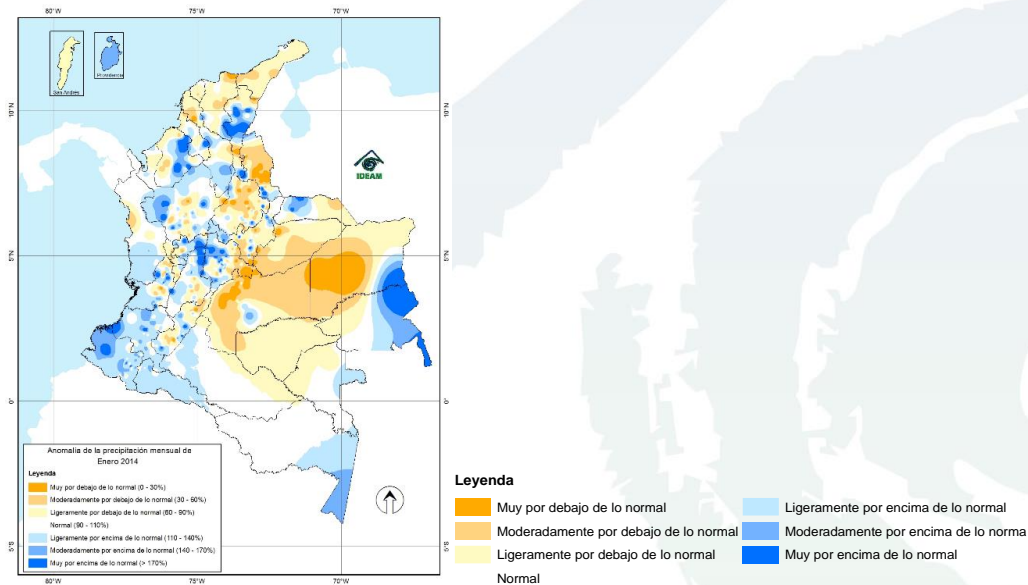 80°W 75°W 70°W
San Andrés
Providencia
10°N 10°N
IDEAM
5°N 5°N
0° 0°
5°S 5°S
Anomalía de la precipitación mensual de
Enero 2014
Leyenda
Muy por debajo de lo normal (0 - 30%)
Moderadamente por debajo de lo normal (30 - 60%)
Ligeramente por debajo de lo normal (60 - 90%)
Normal (90 - 110%)
Ligeramente por encima de lo normal (110 - 140%)
Moderadamente por encima de lo normal (140 - 170%)
Muy por encima de lo normal (> 170%)
80°W 75°W 70°W
Leyenda
Muy por debajo de lo normal
Moderadamente por debajo de lo normal
Ligeramente por debajo de lo normal
Normal
Ligeramente por encima de lo normal
Moderadamente por encima de lo norma
Muy por encima de lo normal